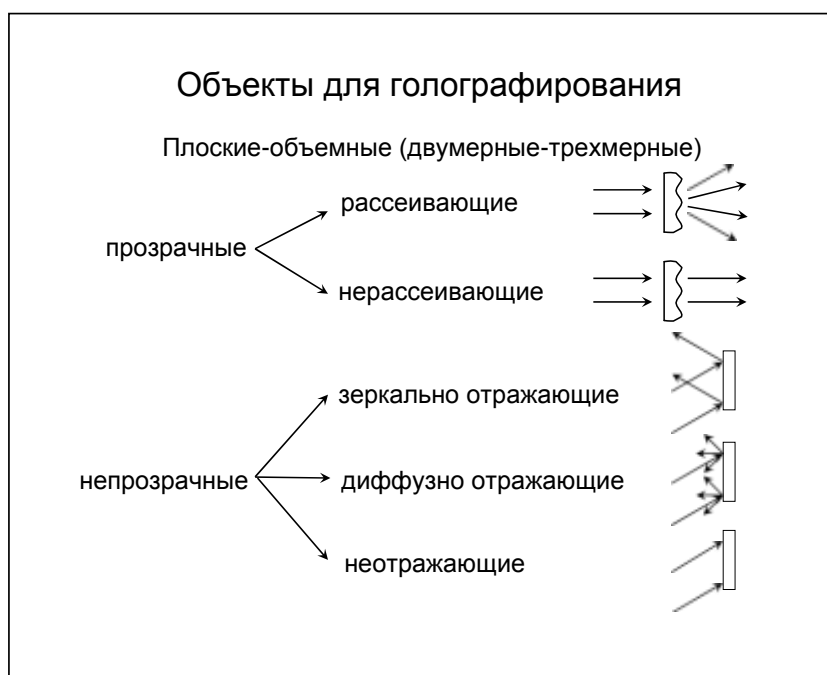 Объекты для голографирования
Плоские-объемные (двумерные-трехмерные)
рассеивающие
прозрачные
нерассеивающие
зеркально отражающие
непрозрачные
диффузно отражающие
неотражающие